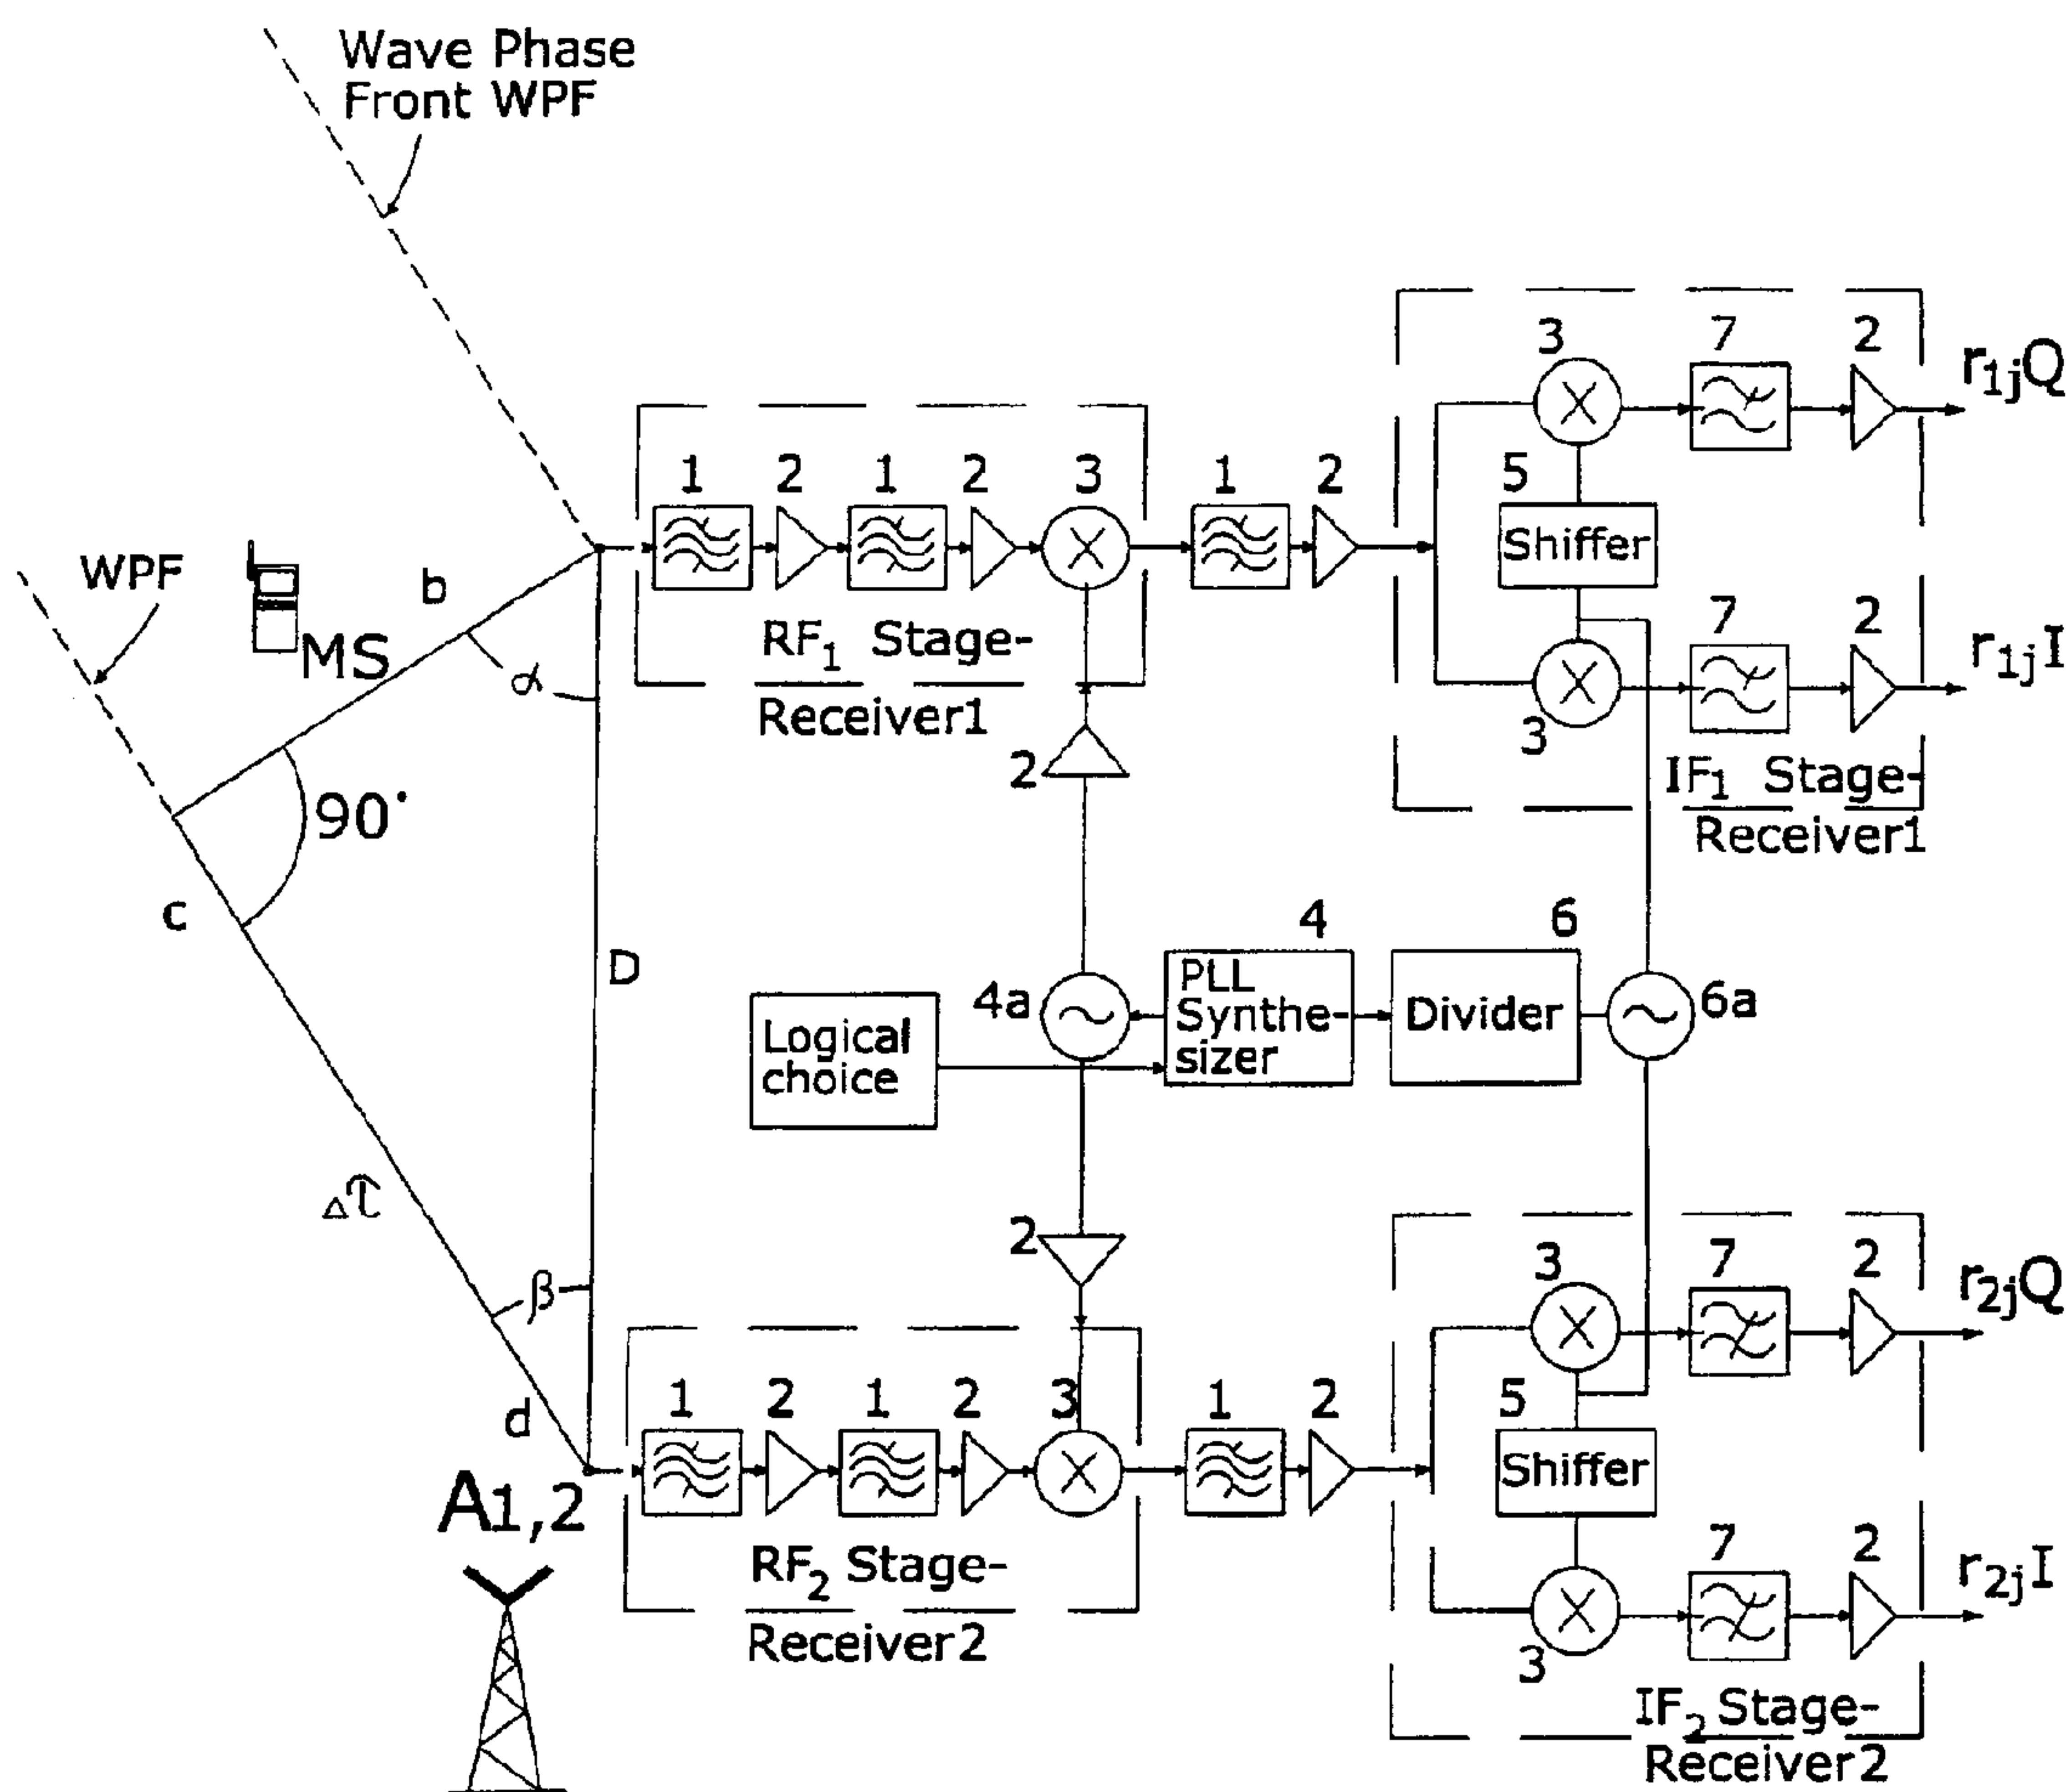 Wave Phase
Front WPF
WPF
MS
b
α
90°
c
D
Δτ
β
d
A1,2
1 2 1 2 3
RF1 Stage-
Receiver1
1 2
3 7 2
r1jQ
5
Shiffer
7 2
r1jI
3
IF1 Stage-
Receiver1
2
4a
Logical
choice
4
PLL
Synthe-
sizer
6
Divider
6a
2
1 2 1 2 3
RF2 Stage-
Receiver2
1 2
3 7 2
r2jQ
5
Shiffer
7 2
r2jI
3
IF2 Stage-
Receiver2